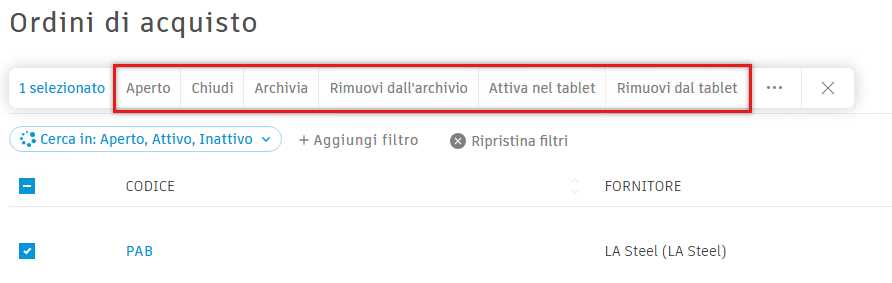 Ordini di acquisto
1 selezionato Aperto Chiudi Archivia Rimuovi dall'archivio Attiva nel tablet Rimuovi dal tablet ...
Cerca in: Aperto, Attivo, Inattivo + Aggiungi filtro Ripristina filtri
CODICE FORNITORE
PAB LA Steel (LA Steel)